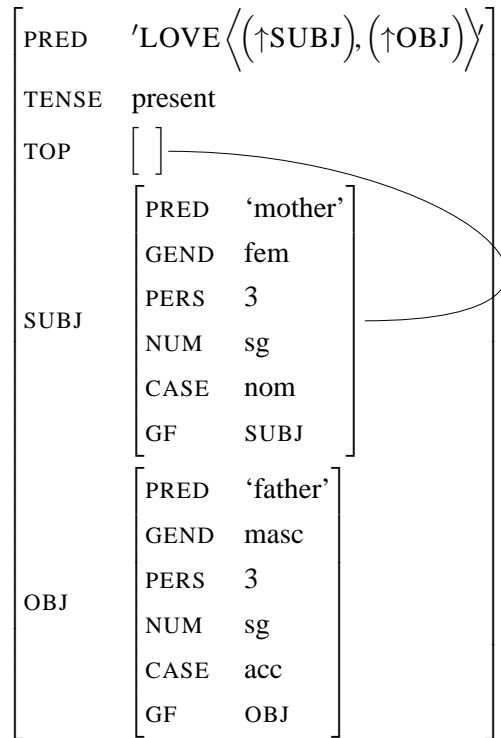 PRED ′LOVE⟨(↑SUBJ), (↑OBJ)⟩′
TENSE present
TOP [ ]
PRED ‘mother’
GEND fem
PERS 3
SUBJ
NUM sg
CASE nom
GF SUBJ
PRED ‘father’
GEND masc
PERS 3
OBJ
NUM sg
CASE acc
GF OBJ